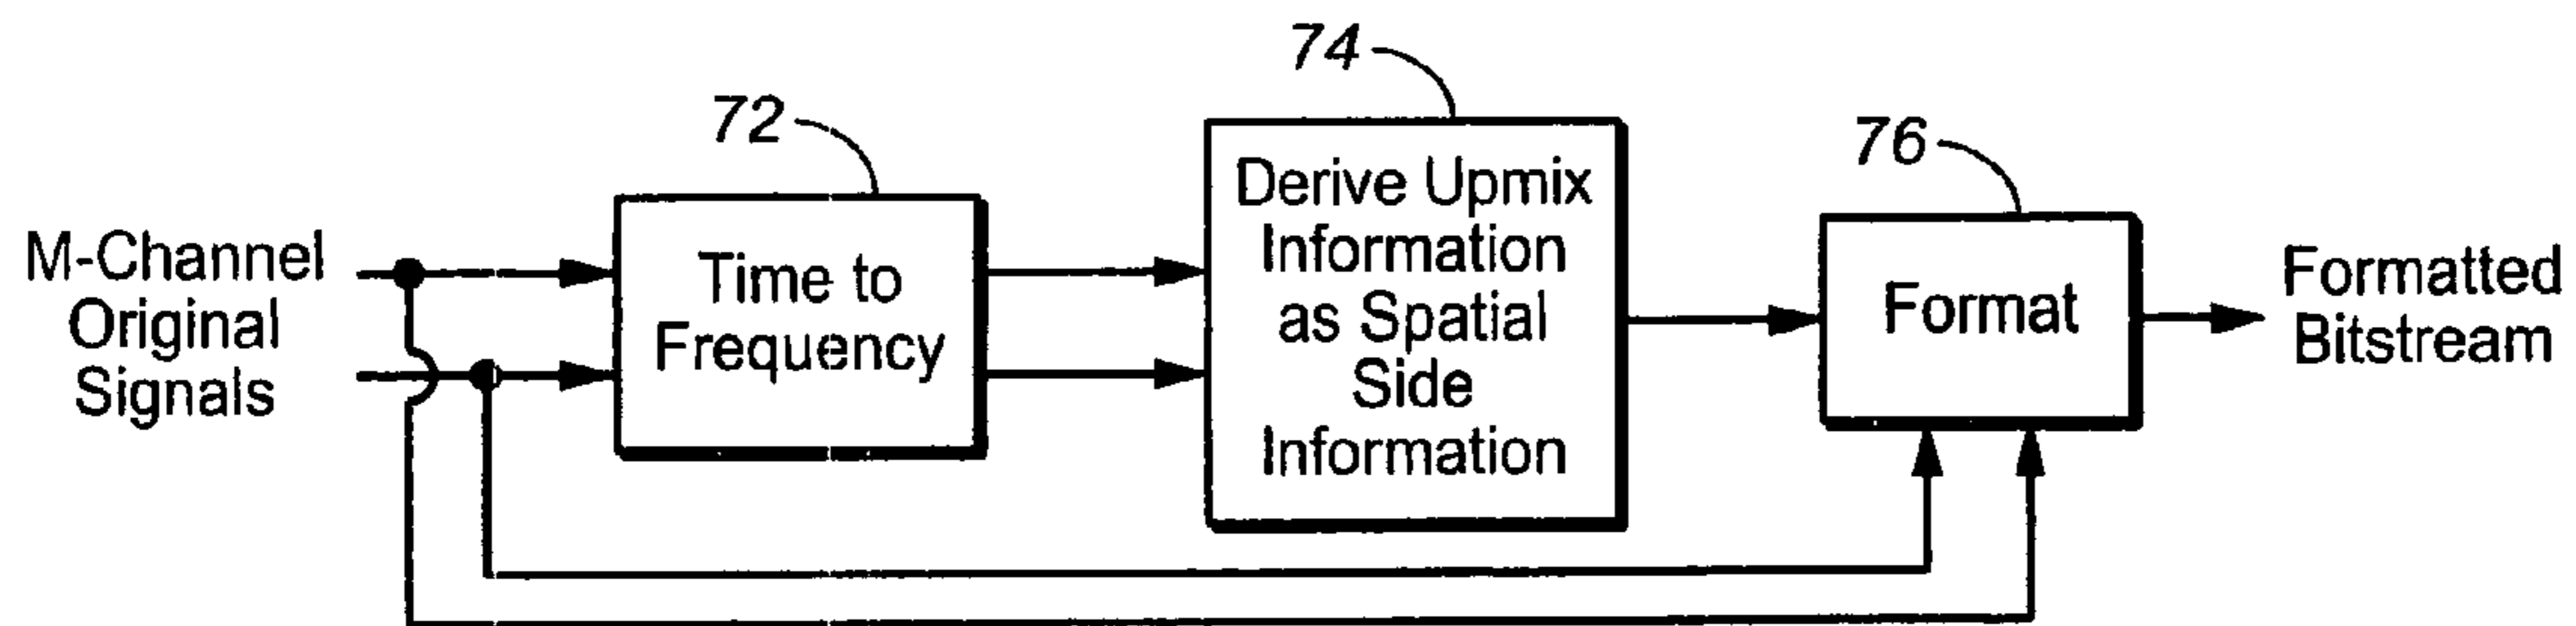 74
72
76
M-Channel
Original
Signals
Time to
Frequency
Derive Upmix
Information
as Spatial
Side
Information
Format
Formatted
Bitstream